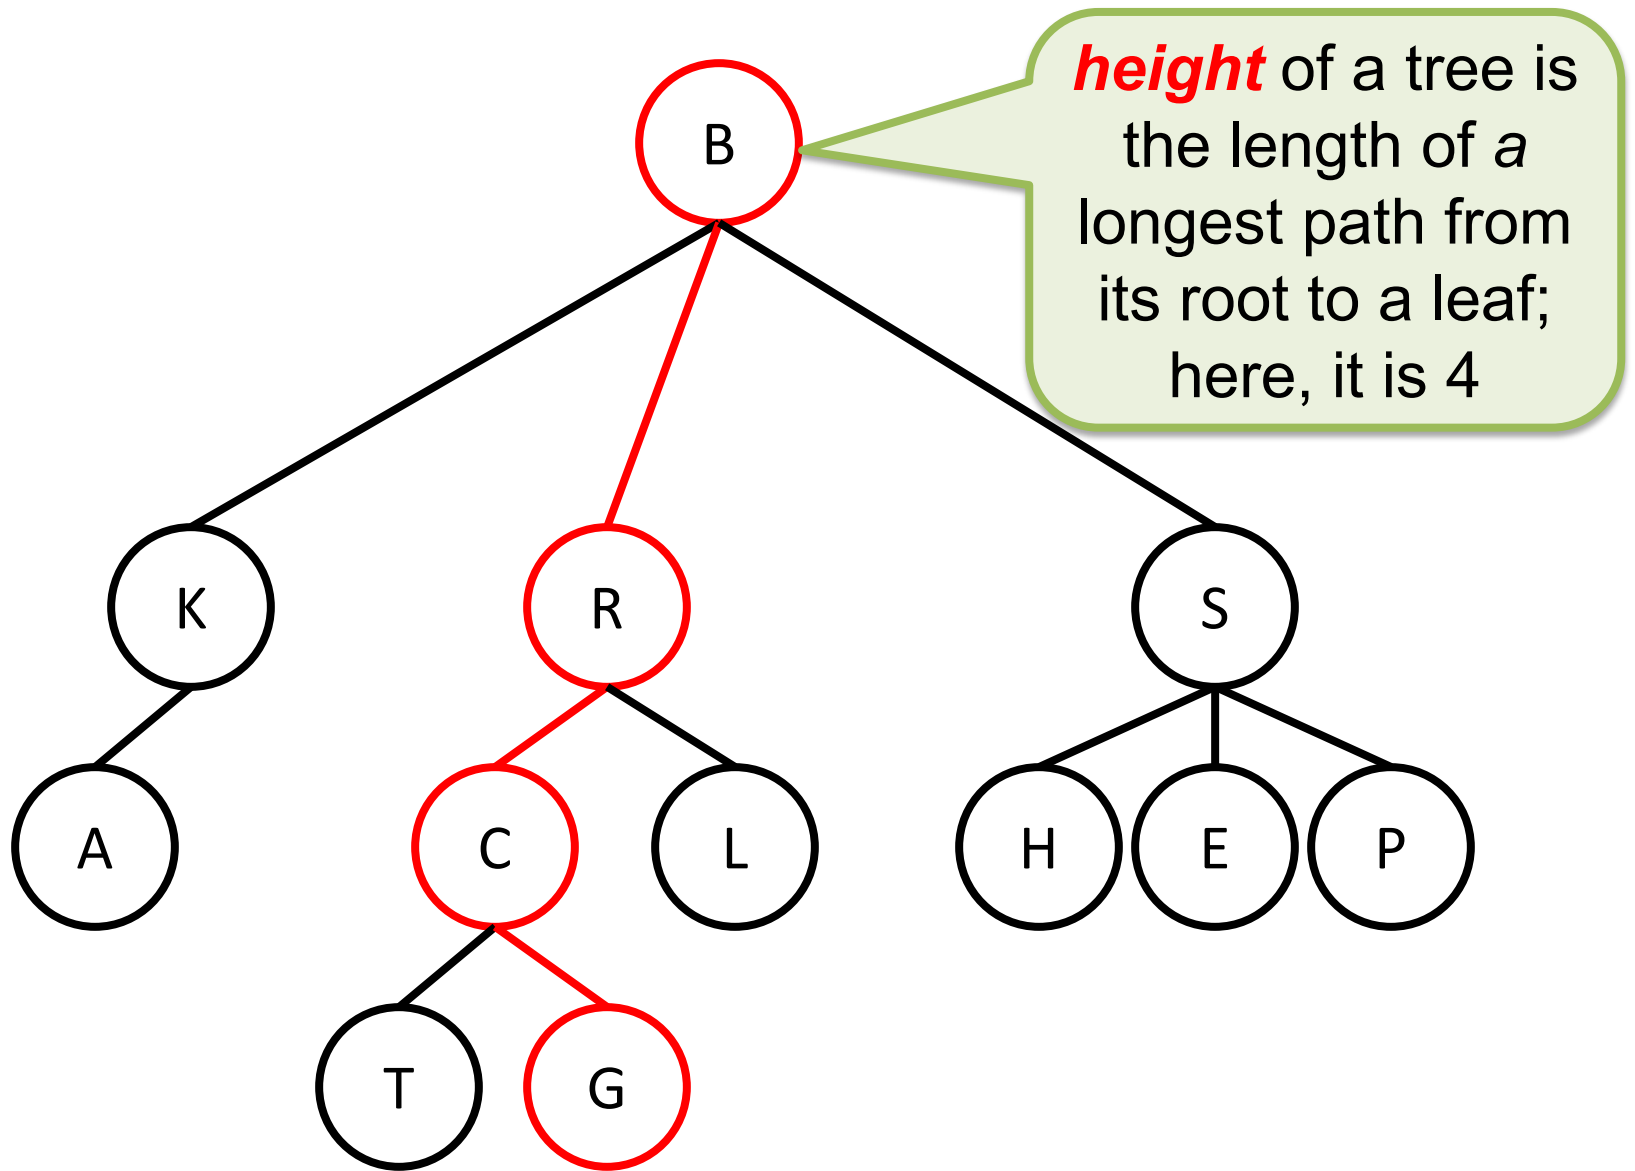 height of a tree is
the length of a
longest path from
its root to a leaf;
here, it is 4
B
K
R
S
A
C
L
H
E
P
T
G